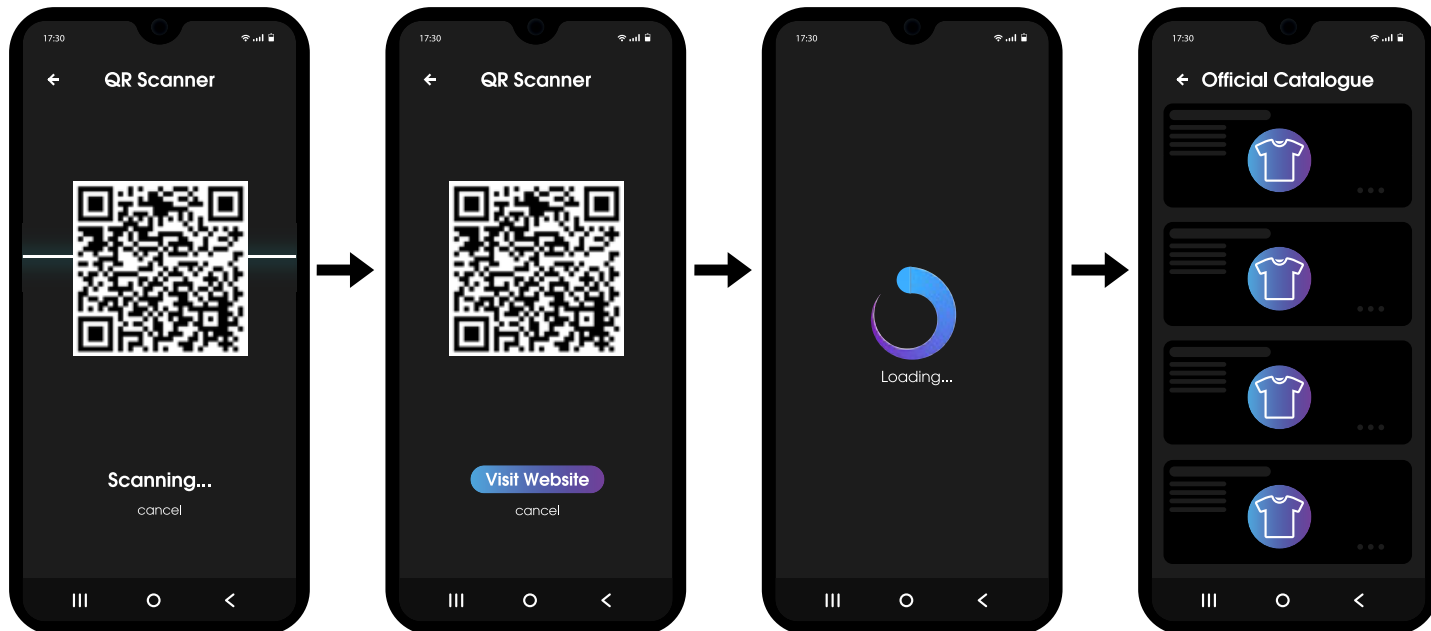 17:30
QR Scanner
Scanning...
cancel
17:30
QR Scanner
Visit Website
cancel
17:30
Loading...
17:30
Official Catalogue